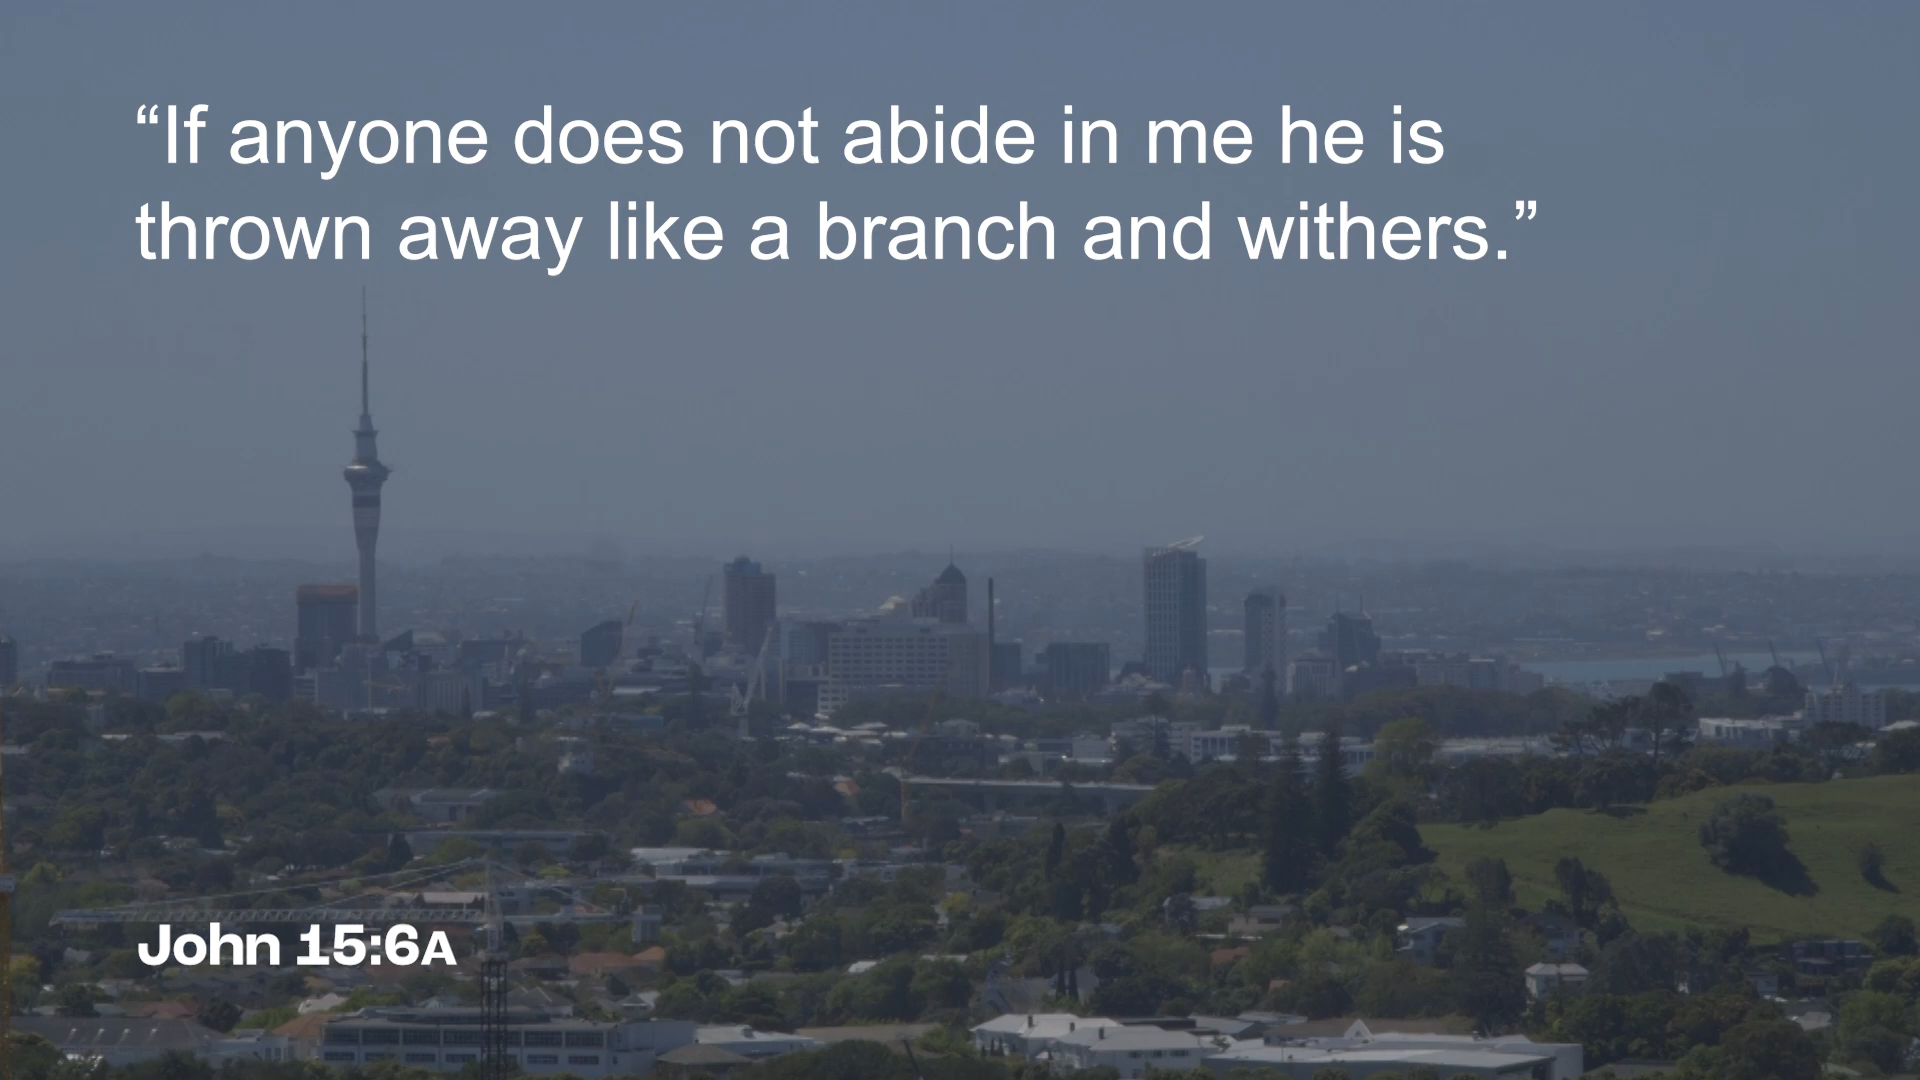 “If anyone does not abide in me he is
thrown away like a branch and withers.”
John 15:6A